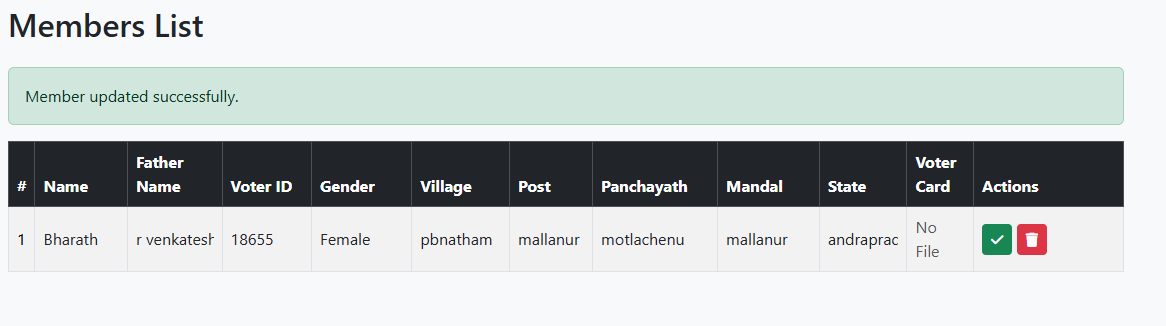 Members List
Member updated successfully.
# Name Father Name Voter ID Gender Village Post Panchayath Mandal State Voter Card Actions
1 Bharath r venkatesh 18655 Female pbnatham mallanur motlachenu mallanur andraprac No File